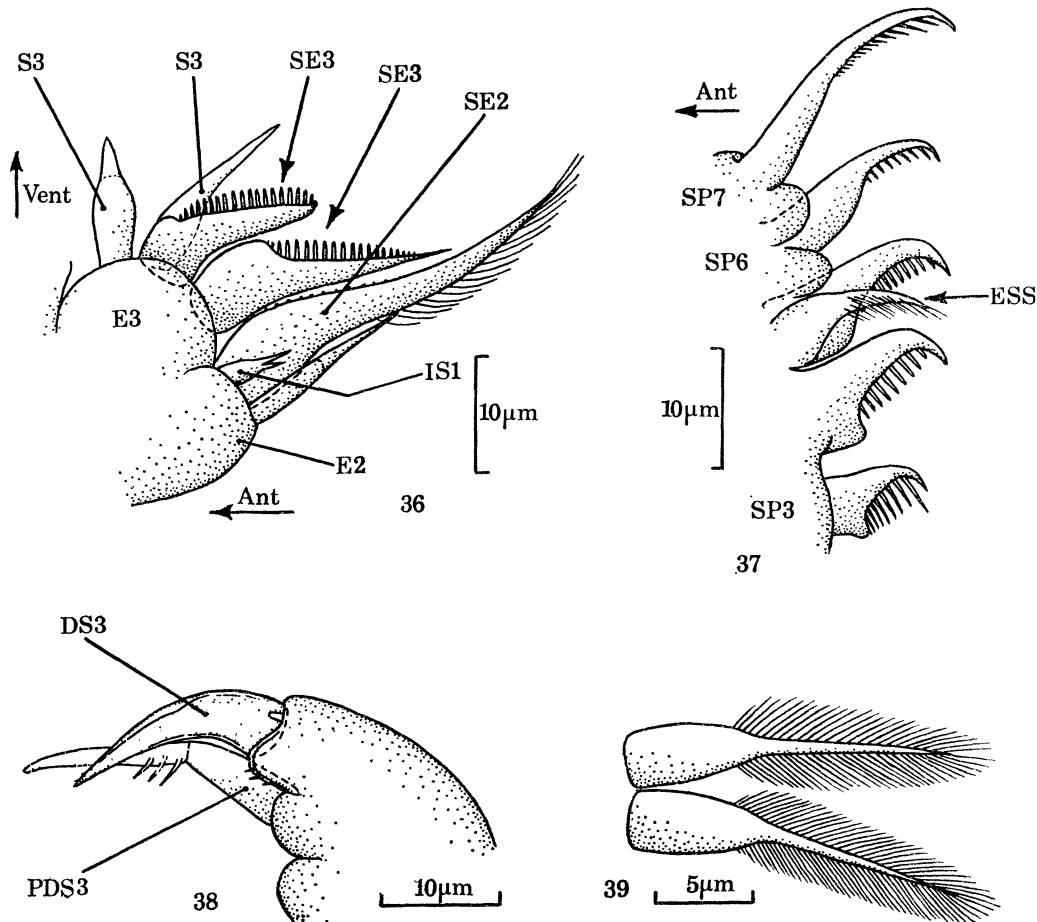 S3
S3
SE3
SE3
SE2
Vent
E3
IS1
10μm
E2
Ant
36
Ant
SP7
SP6
ESS
10μm
SP3
37
DS3
PDS3
38
10μm
39
5μm